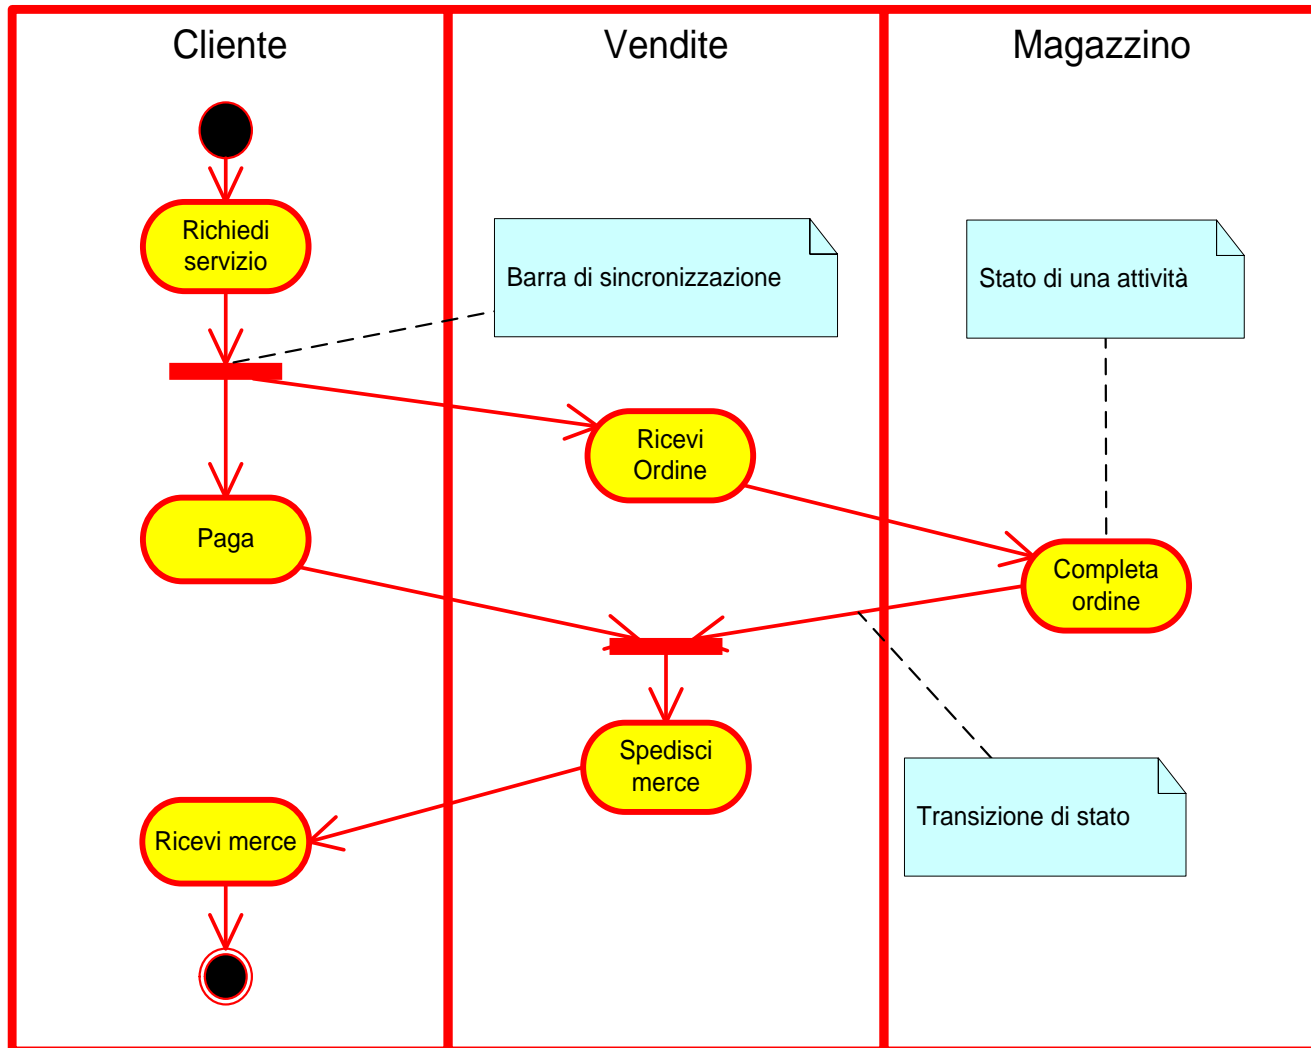 Cliente
Vendite
Magazzino
Richiedi
servizio
Barra di sincronizzazione
Stato di una attività
Ricevi
Ordine
Paga
Completa
ordine
Spedisci
merce
Transizione di stato
Ricevi merce